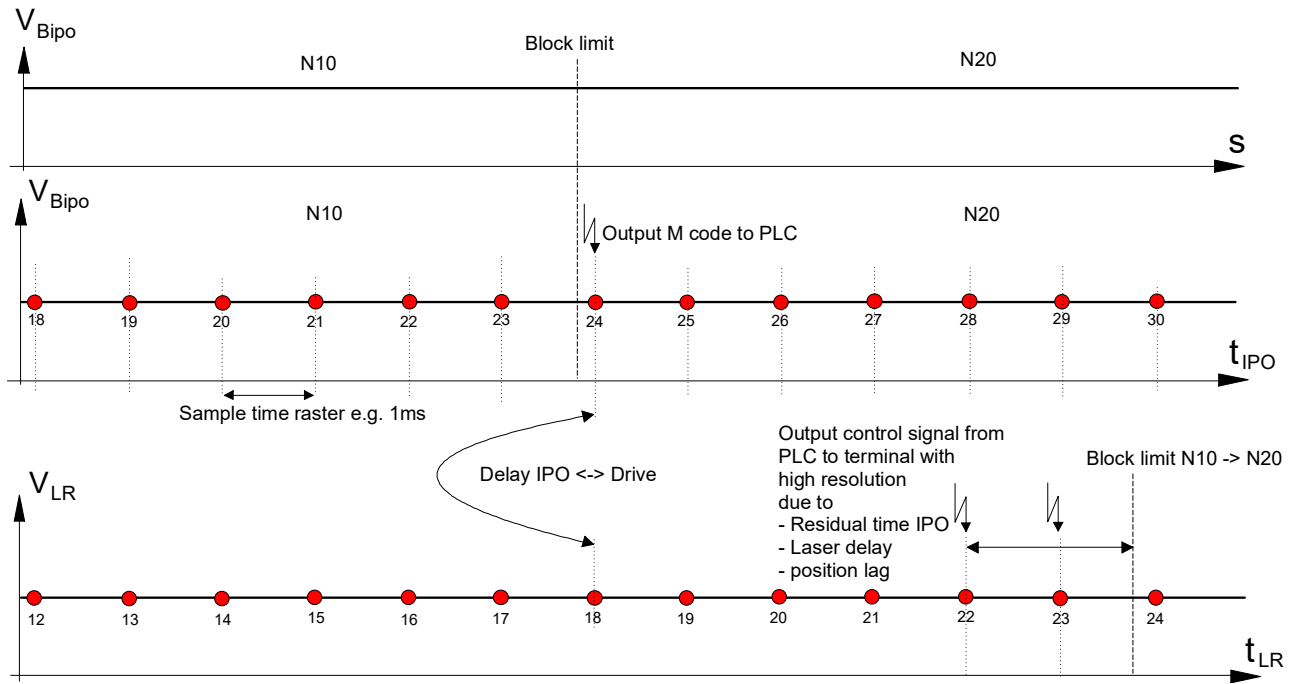 V Bipo
Block limit
N10
N20
s
V Bipo
N10
N20
Output M code to PLC
18 19 20 21 22 23 24 25 26 27 28 29 30
t IPO
Sample time raster e.g. 1ms
Output control signal from
PLC to terminal with
high resolution
due to
- Residual time IPO
- Laser delay
- position lag
Block limit N10 -> N20
Delay IPO <-> Drive
V LR
12 13 14 15 16 17 18 19 20 21 22 23 24
t LR